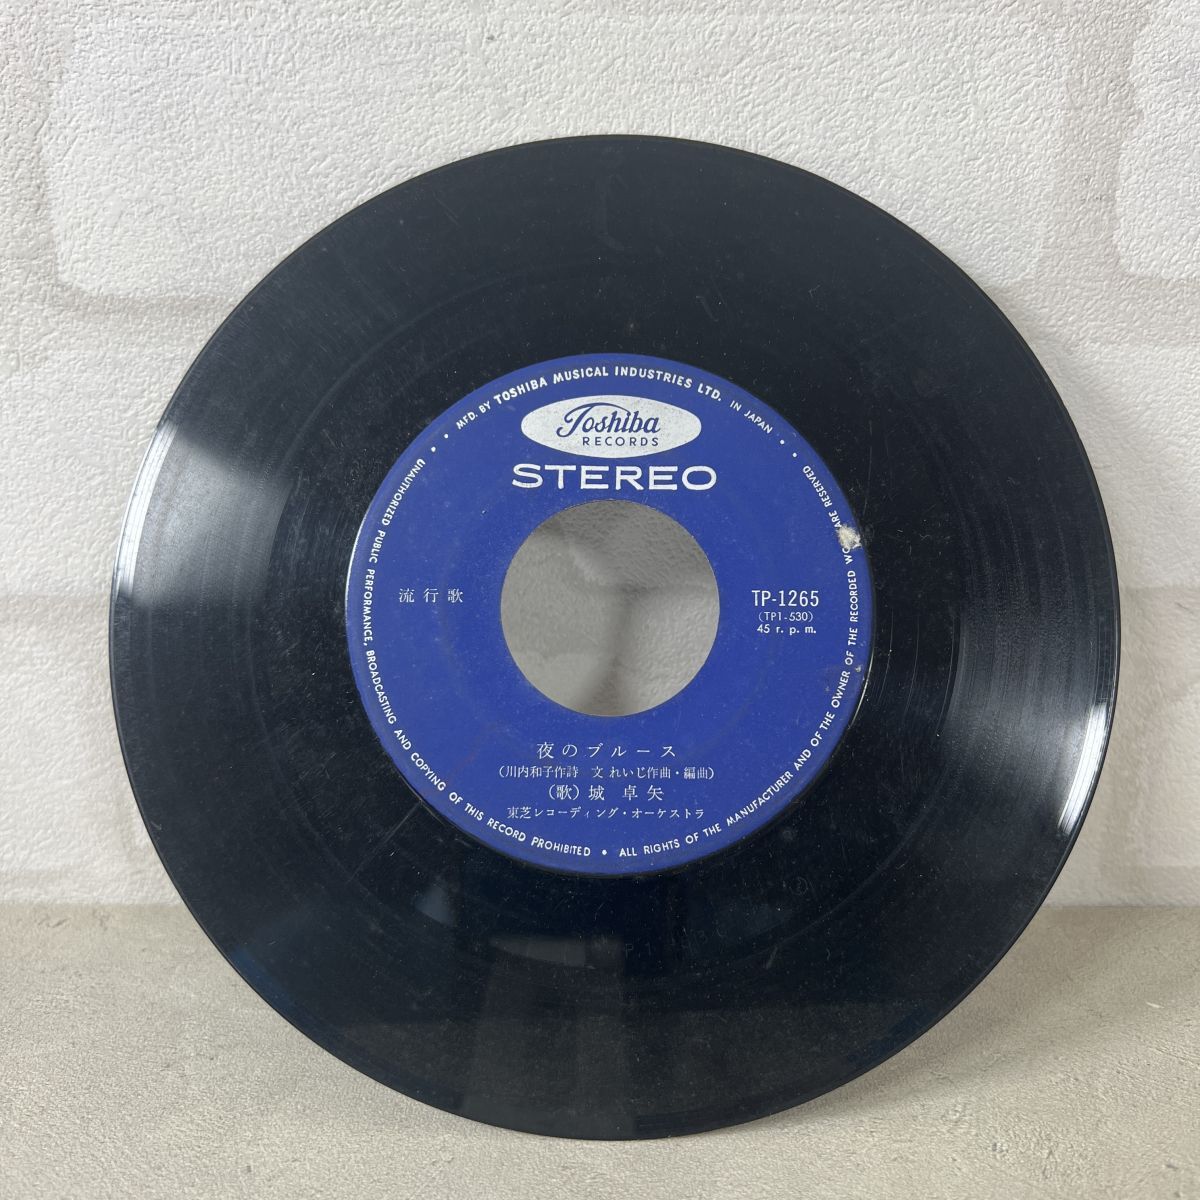 • MFD. BY TOSHIBA MUSICAL INDUSTRIES LTD. IN JAPAN •
Toshiba
RECORDS
STEREO
流行歌
TP-1265
(TP1-530)
45 r. p. m.
夜のブルース
(川内和子作詩 文れいじ作曲・編曲)
(歌) 城 卓矢
東芝レコーディング・オーケストラ
• UNAUTHORIZED PUBLIC PERFORMANCE, BROADCASTING AND COPYING OF THIS RECORD PROHIBITED • ALL RIGHTS OF THE MANUFACTURER AND OF THE OWNER OF THE RECORDED ARE RESERVED •